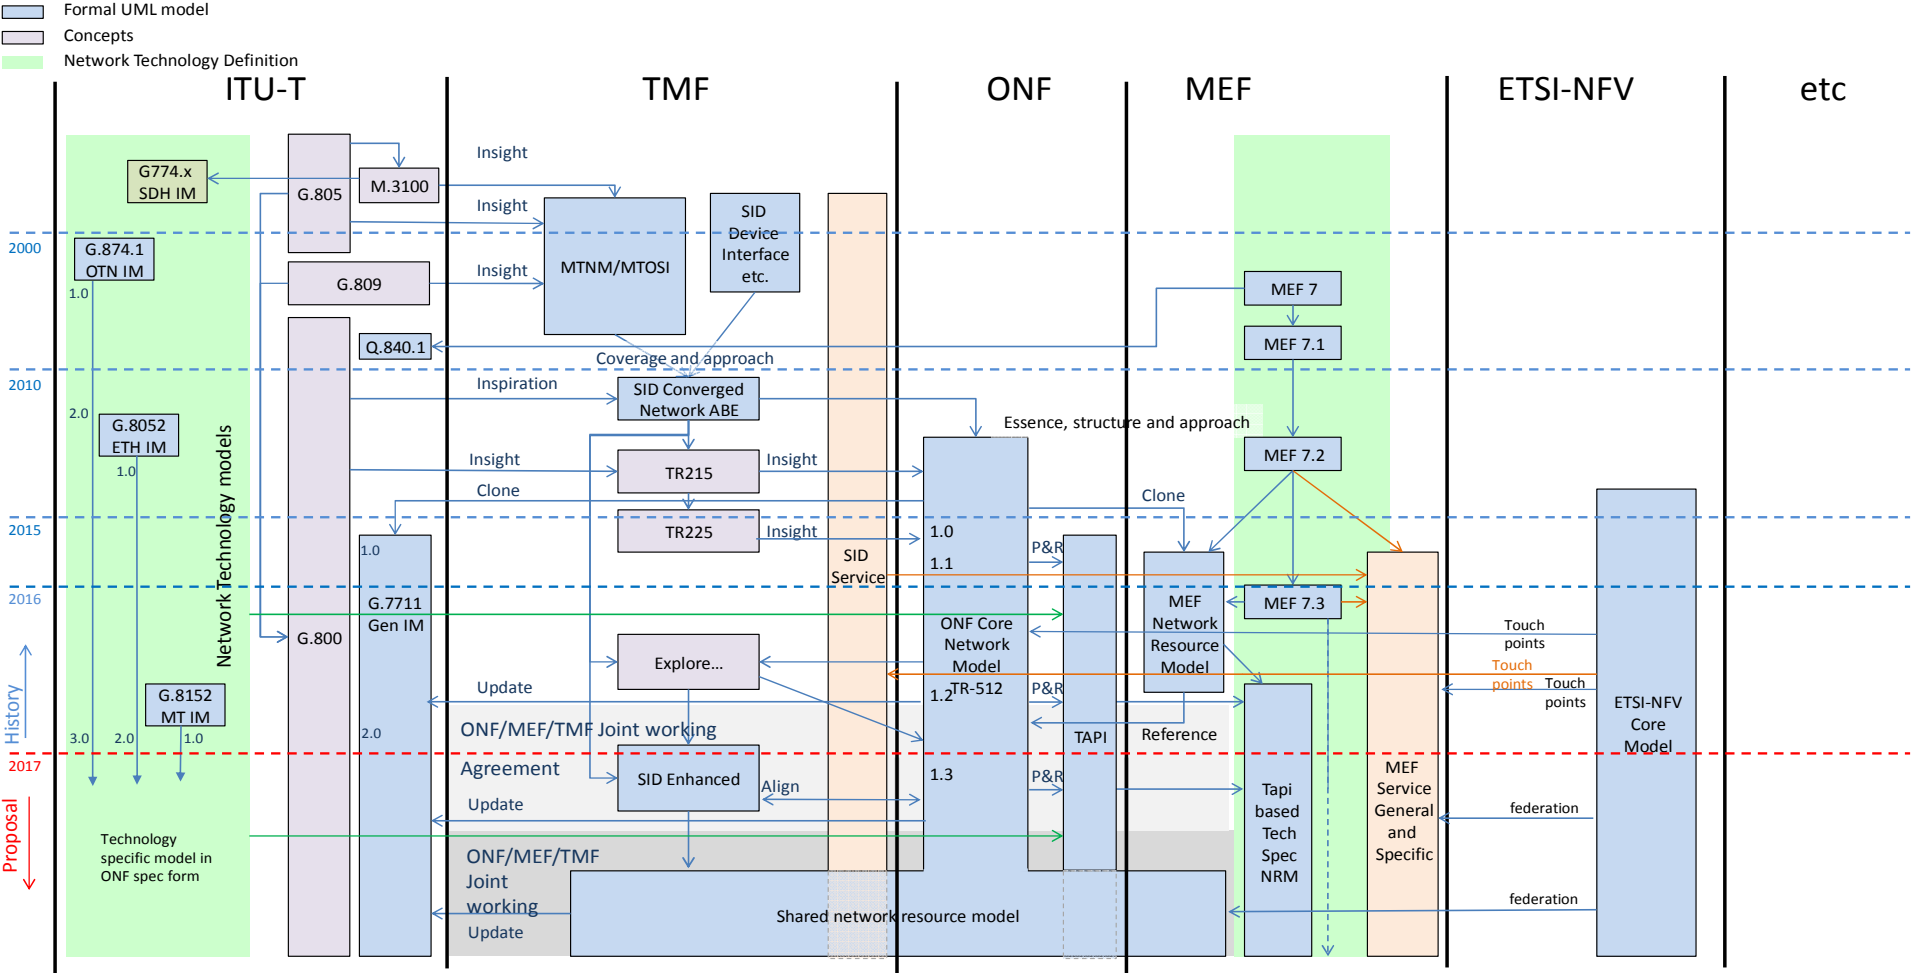 Formal UML model
Concepts
Network Technology Definition
ITU-T
TMF
ONF
MEF
ETSI-NFV
etc
G774.x
SDH IM
G.805
M.3100
Insight
Insight
SID
Device
Interface
etc.
2000
G.874.1
OTN IM
1.0
G.809
Insight
MTNM/MTOSI
MEF 7
Q.840.1
MEF 7.1
Coverage and approach
2010
Inspiration
SID Converged
Network ABE
2.0
G.8052
ETH IM
1.0
Network Technology models
Essence, structure and approach
MEF 7.2
Insight
TR215
Insight
Clone
Clone
2015
TR225
Insight
1.0
1.0
1.1
P&R
SID
Service
2016
G.7711
Gen IM
G.800
MEF 7.3
MEF
Network
Resource
Model
ONF Core
Network
Model
TR-512
Touch
points
Touch
points
Touch
points
Explore...
History
G.8152
MT IM
Update
1.2
P&R
ETSI-NFV
Core
Model
3.0
2.0
1.0
2.0
ONF/MEF/TMF Joint working
Agreement
TAPI
Reference
2017
SID Enhanced
Align
1.3
P&R
MEF
Service
General
and
Specific
Tapi
based
Tech
Spec
NRM
Update
federation
Proposal
Technology
specific model in
ONF spec form
ONF/MEF/TMF
Joint
working
Update
Shared network resource model
federation